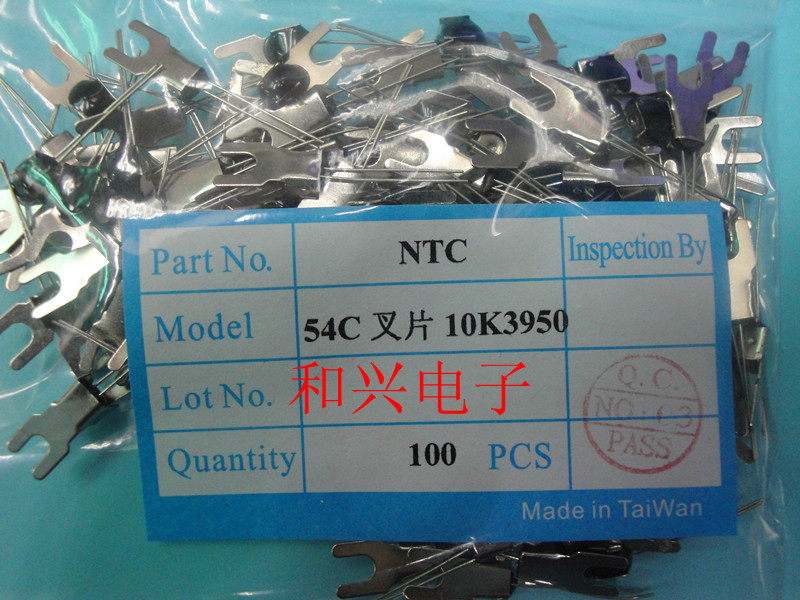 Part No. NTC Inspection By
Model 54C 叉片 10K3950
Lot No. 和兴电子
Quantity 100 PCS
Q.C.
NO: C3
PASS
Made in TaiWan